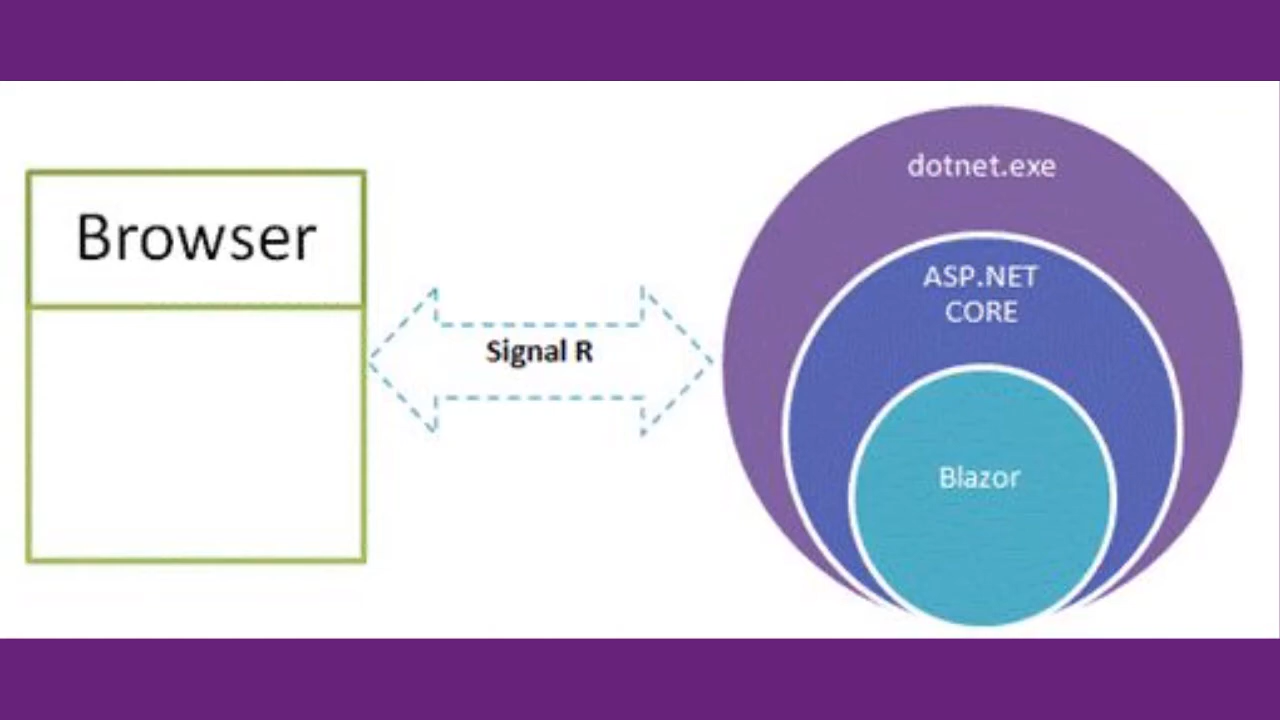 Browser
Signal R
dotnet.exe
ASP.NET
CORE
Blazor